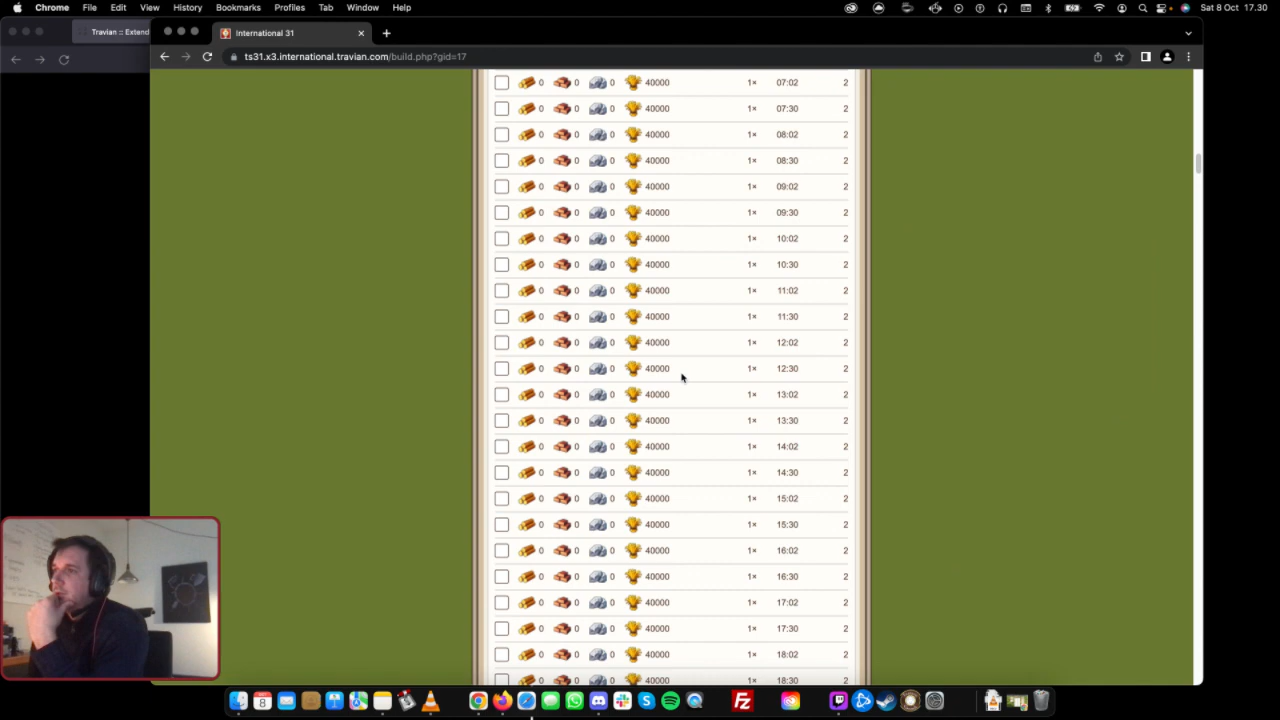 Chrome File Edit View History Bookmarks Profiles Tab Window Help Sat 8 Oct 17.30
Travian :: Extend International 31
ts31.x3.international.travian.com/build.php?gid=17
0 0 0 40000 1× 07:02 2
0 0 0 40000 1× 07:30 2
0 0 0 40000 1× 08:02 2
0 0 0 40000 1× 08:30 2
0 0 0 40000 1× 09:02 2
0 0 0 40000 1× 09:30 2
0 0 0 40000 1× 10:02 2
0 0 0 40000 1× 10:30 2
0 0 0 40000 1× 11:02 2
0 0 0 40000 1× 11:30 2
0 0 0 40000 1× 12:02 2
0 0 0 40000 1× 12:30 2
0 0 0 40000 1× 13:02 2
0 0 0 40000 1× 13:30 2
0 0 0 40000 1× 14:02 2
0 0 0 40000 1× 14:30 2
0 0 0 40000 1× 15:02 2
0 0 0 40000 1× 15:30 2
0 0 0 40000 1× 16:02 2
0 0 0 40000 1× 16:30 2
0 0 0 40000 1× 17:02 2
0 0 0 40000 1× 17:30 2
0 0 0 40000 1× 18:02 2
0 0 0 40000 1× 18:30 2
8